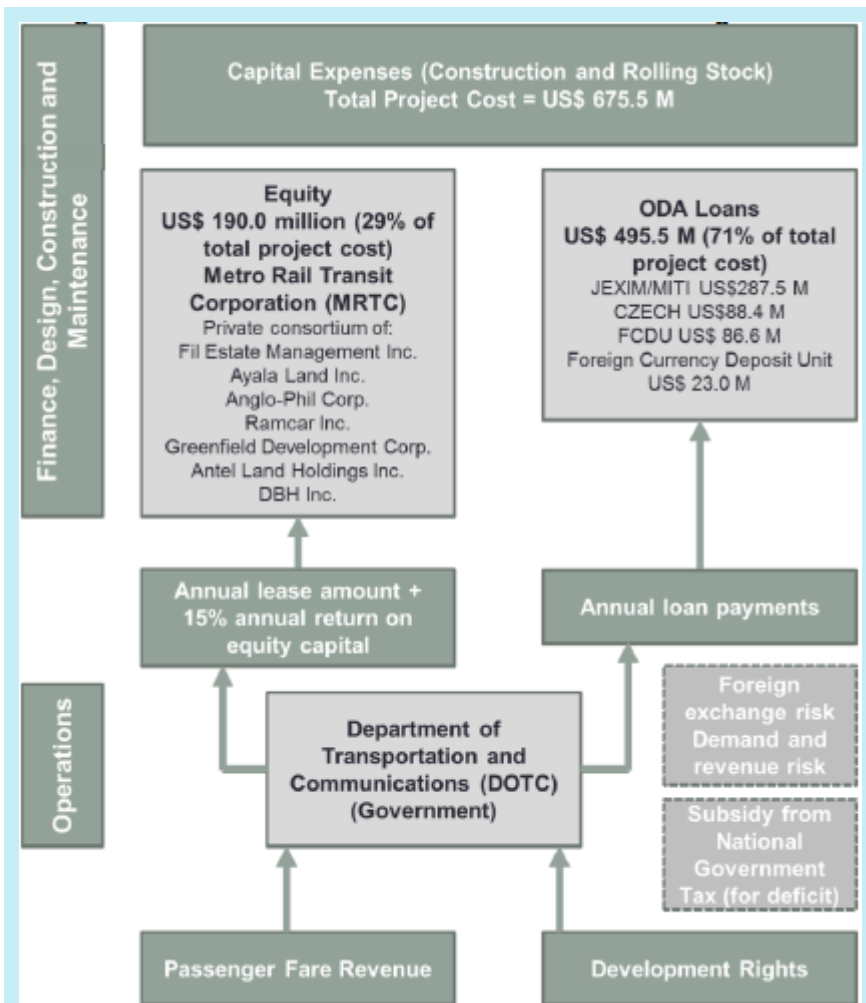 Finance, Design, Construction and
Maintenance
Capital Expenses (Construction and Rolling Stock)
Total Project Cost = US$ 675.5 M
Equity
US$ 190.0 million (29% of
total project cost)
Metro Rail Transit
Corporation (MRTC)
Private consortium of:
Fil Estate Management Inc.
Ayala Land Inc.
Anglo-Phil Corp.
Ramcar Inc.
Greenfield Development Corp.
Antel Land Holdings Inc.
DBH Inc.
ODA Loans
US$ 495.5 M (71% of total
project cost)
JEXIM/MITI US$287.5 M
CZECH US$88.4 M
FCDU US$ 86.6 M
Foreign Currency Deposit Unit
US$ 23.0 M
Annual lease amount +
15% annual return on
equity capital
Annual loan payments
Operations
Department of
Transportation and
Communications (DOTC)
(Government)
Foreign
exchange risk
Demand and
revenue risk
Subsidy from
National
Government
Tax (for deficit)
Passenger Fare Revenue
Development Rights